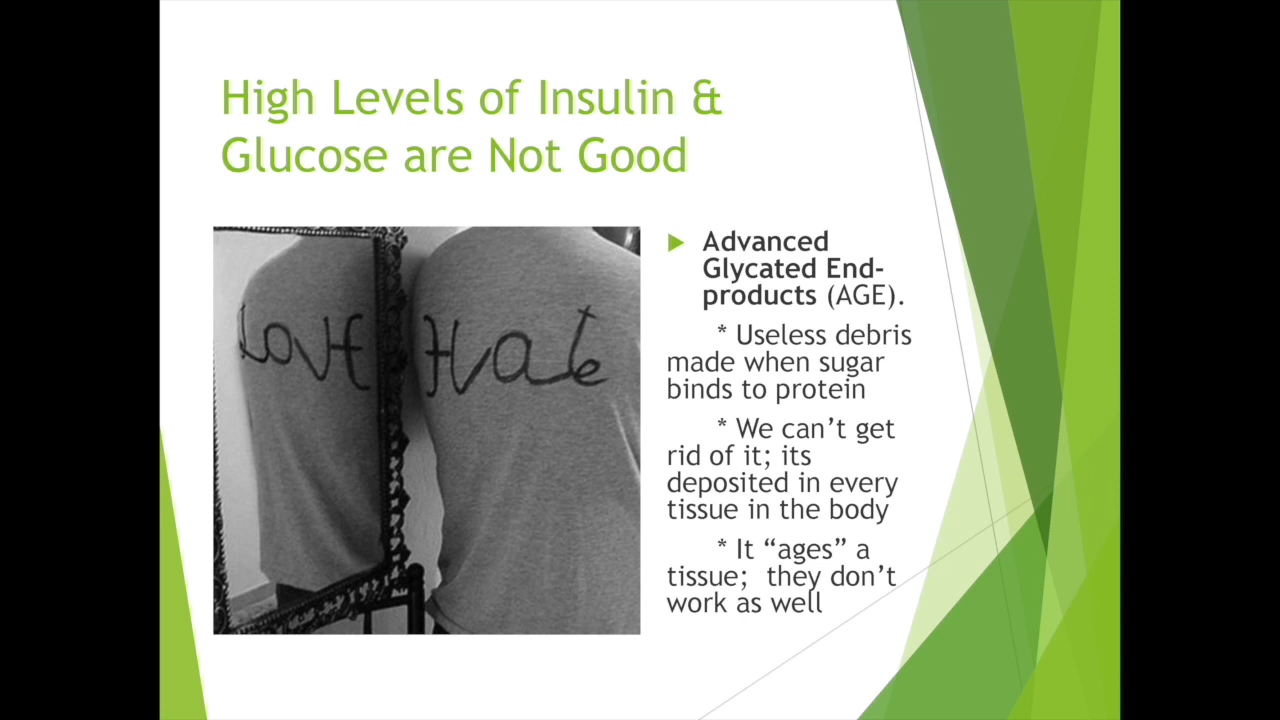 High Levels of Insulin &
Glucose are Not Good
LovE
Hate
Advanced
Glycated End-
products (AGE).
* Useless debris
made when sugar
binds to protein
* We can’t get
rid of it; its
deposited in every
tissue in the body
* It “ages” a
tissue;  they don’t
work as well